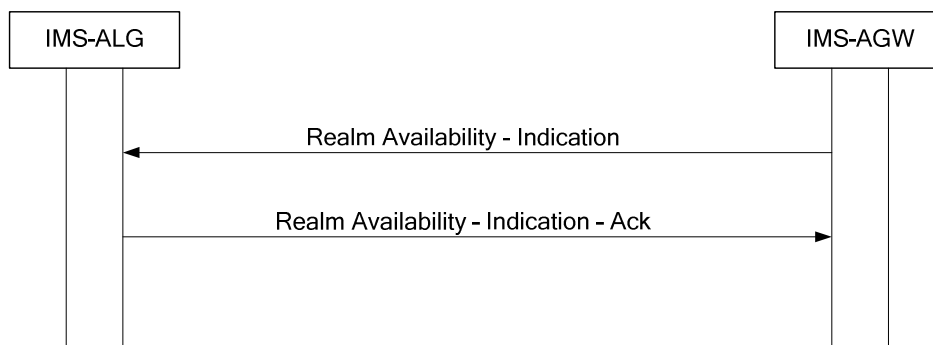 IMS-ALG
IMS-AGW
Realm Availability - Indication
Realm Availability - Indication - Ack